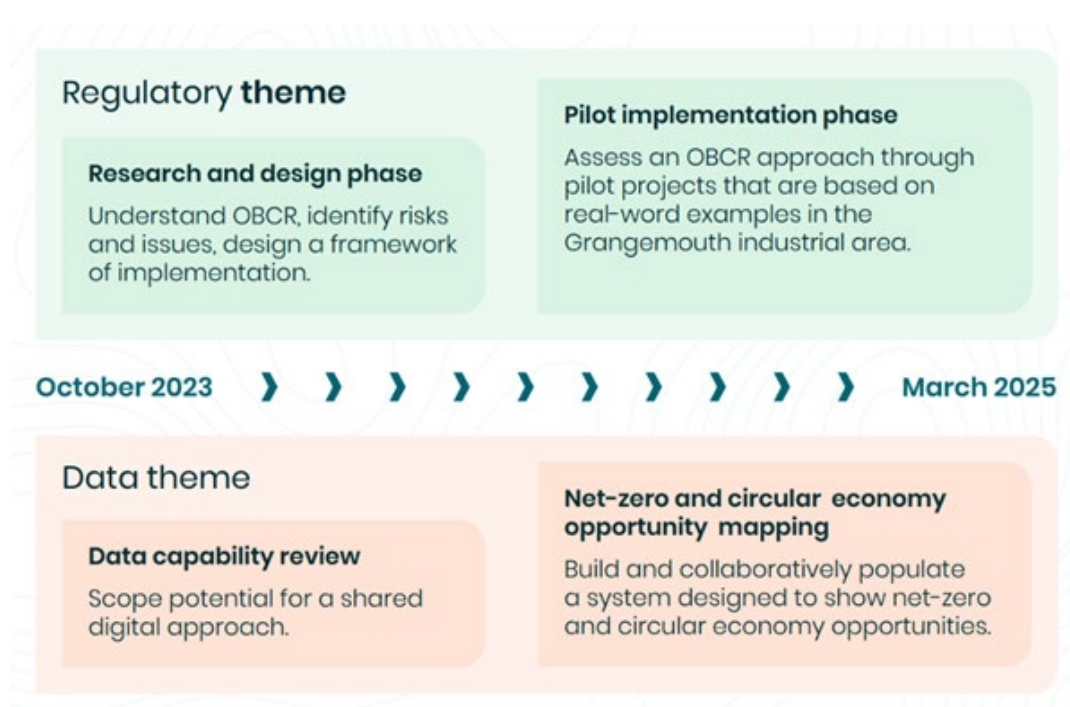 Regulatory theme
Research and design phase
Understand OBCR, identify risks
and issues, design a framework
of implementation.
Pilot implementation phase
Assess an OBCR approach through
pilot projects that are based on
real-word examples in the
Grangemouth industrial area.
October 2023
March 2025
Data theme
Data capability review
Scope potential for a shared
digital approach.
Net-zero and circular economy
opportunity mapping
Build and collaboratively populate
a system designed to show net-zero
and circular economy opportunities.